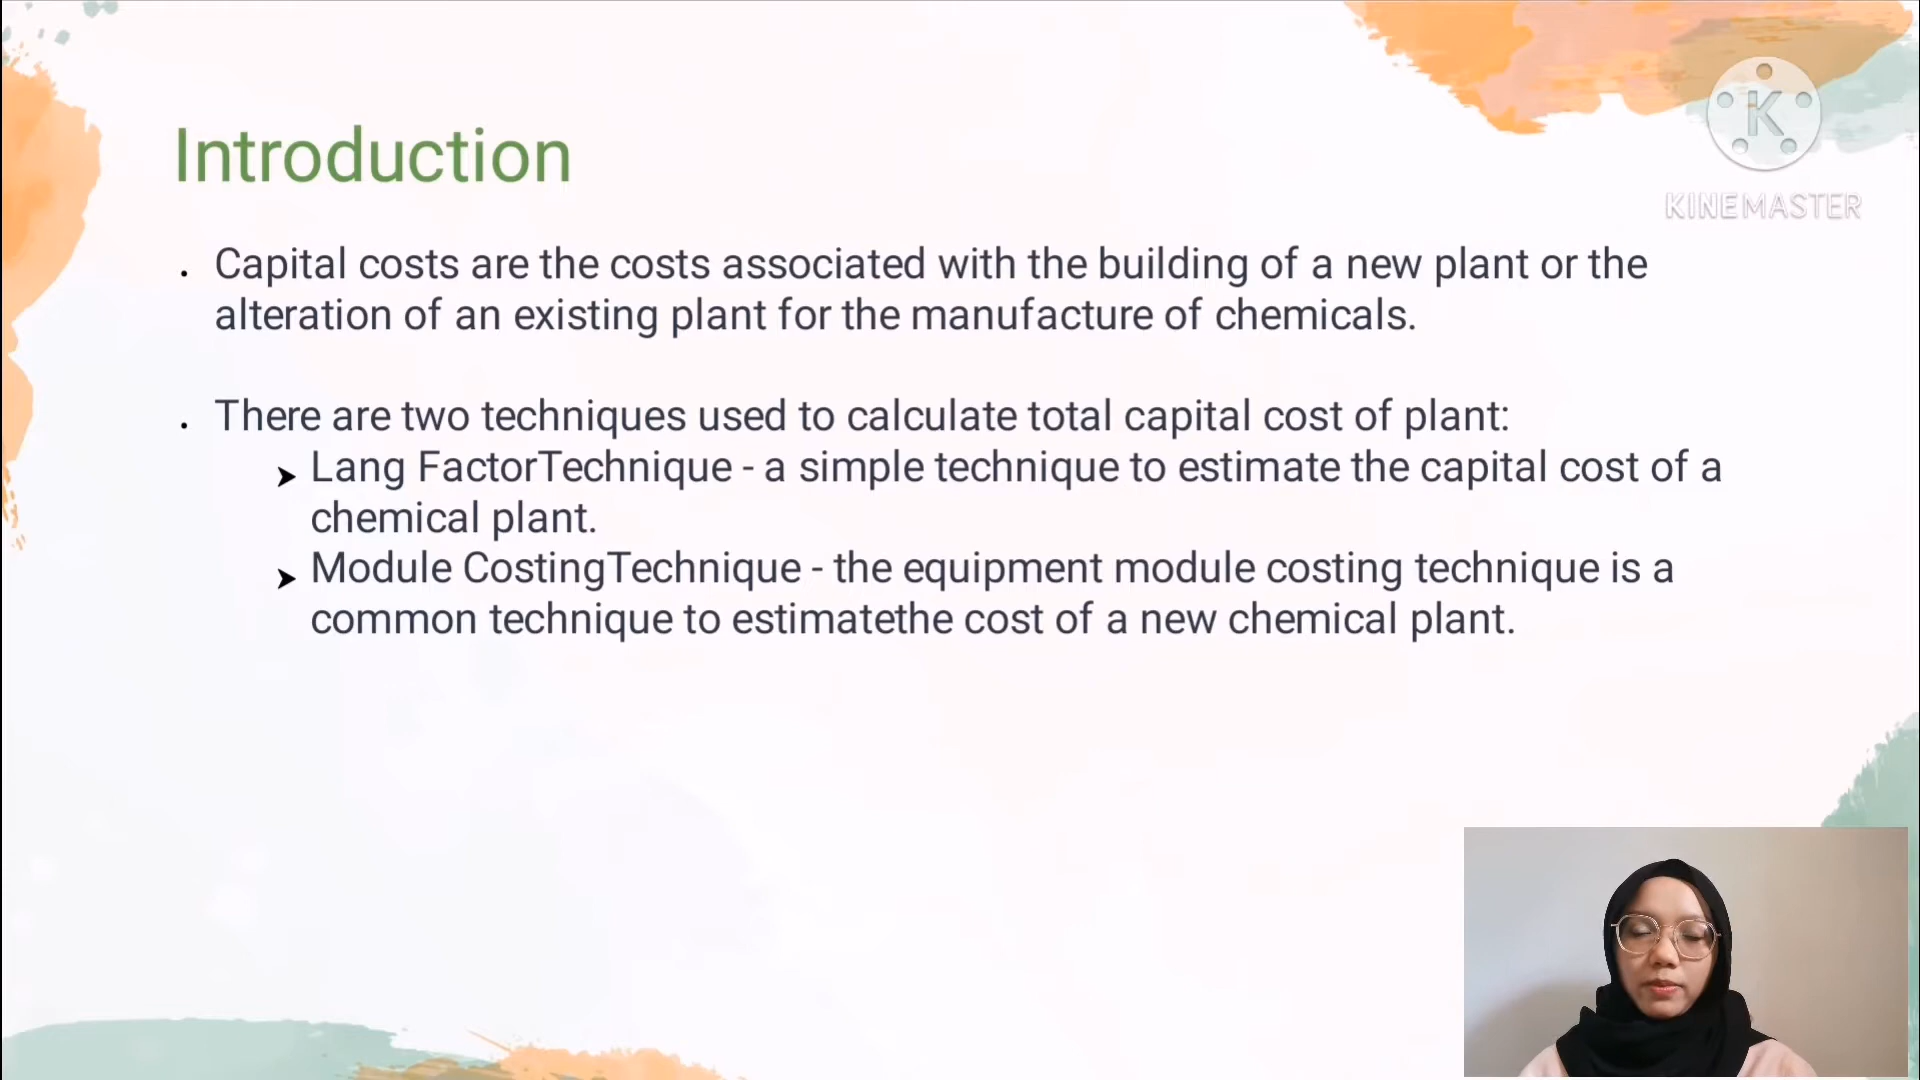 Introduction
K
KINEMASTER
. Capital costs are the costs associated with the building of a new plant or the
alteration of an existing plant for the manufacture of chemicals.
. There are two techniques used to calculate total capital cost of plant:
➤ Lang FactorTechnique - a simple technique to estimate the capital cost of a
chemical plant.
➤ Module CostingTechnique - the equipment module costing technique is a
common technique to estimatethe cost of a new chemical plant.